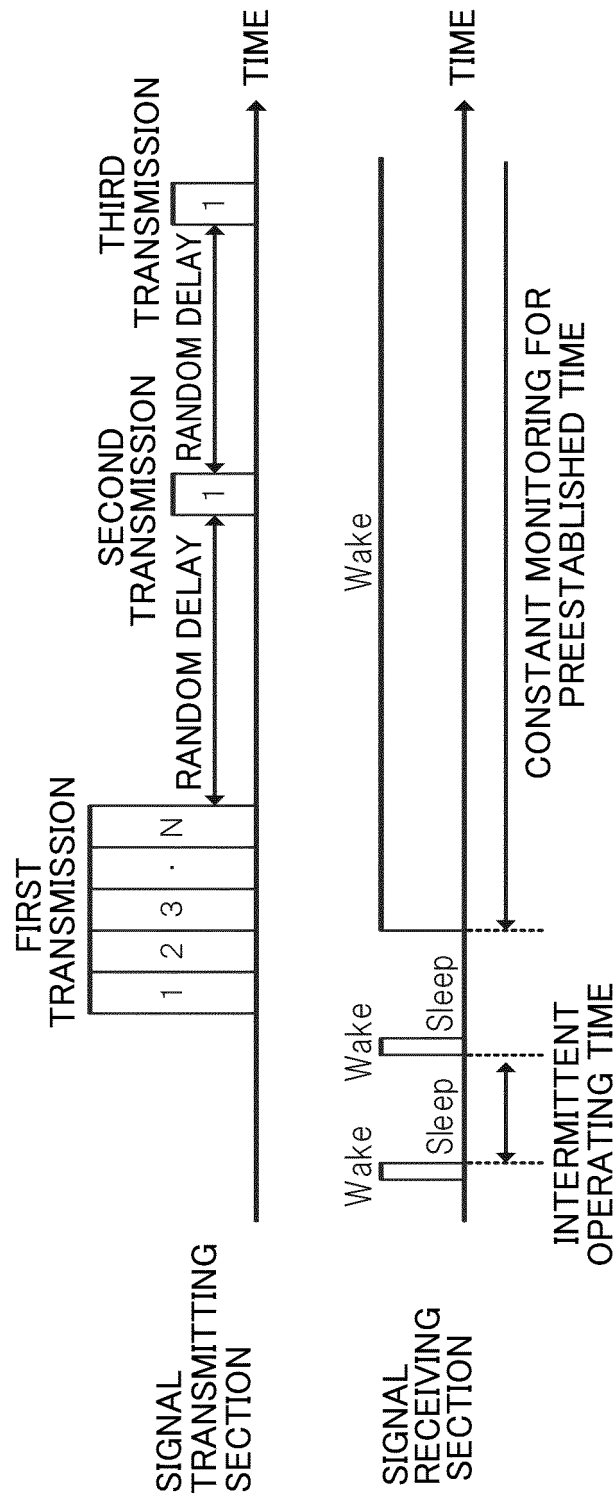 SIGNAL
TRANSMITTING
SECTION
FIRST
TRANSMISSION
1 2 3 · N
RANDOM DELAY
SECOND
TRANSMISSION
1
RANDOM DELAY
THIRD
TRANSMISSION
1
TIME
SIGNAL
RECEIVING
SECTION
Wake
Sleep
Wake
Sleep
Wake
TIME
INTERMITTENT
OPERATING TIME
CONSTANT MONITORING FOR
PREESTABLISHED TIME